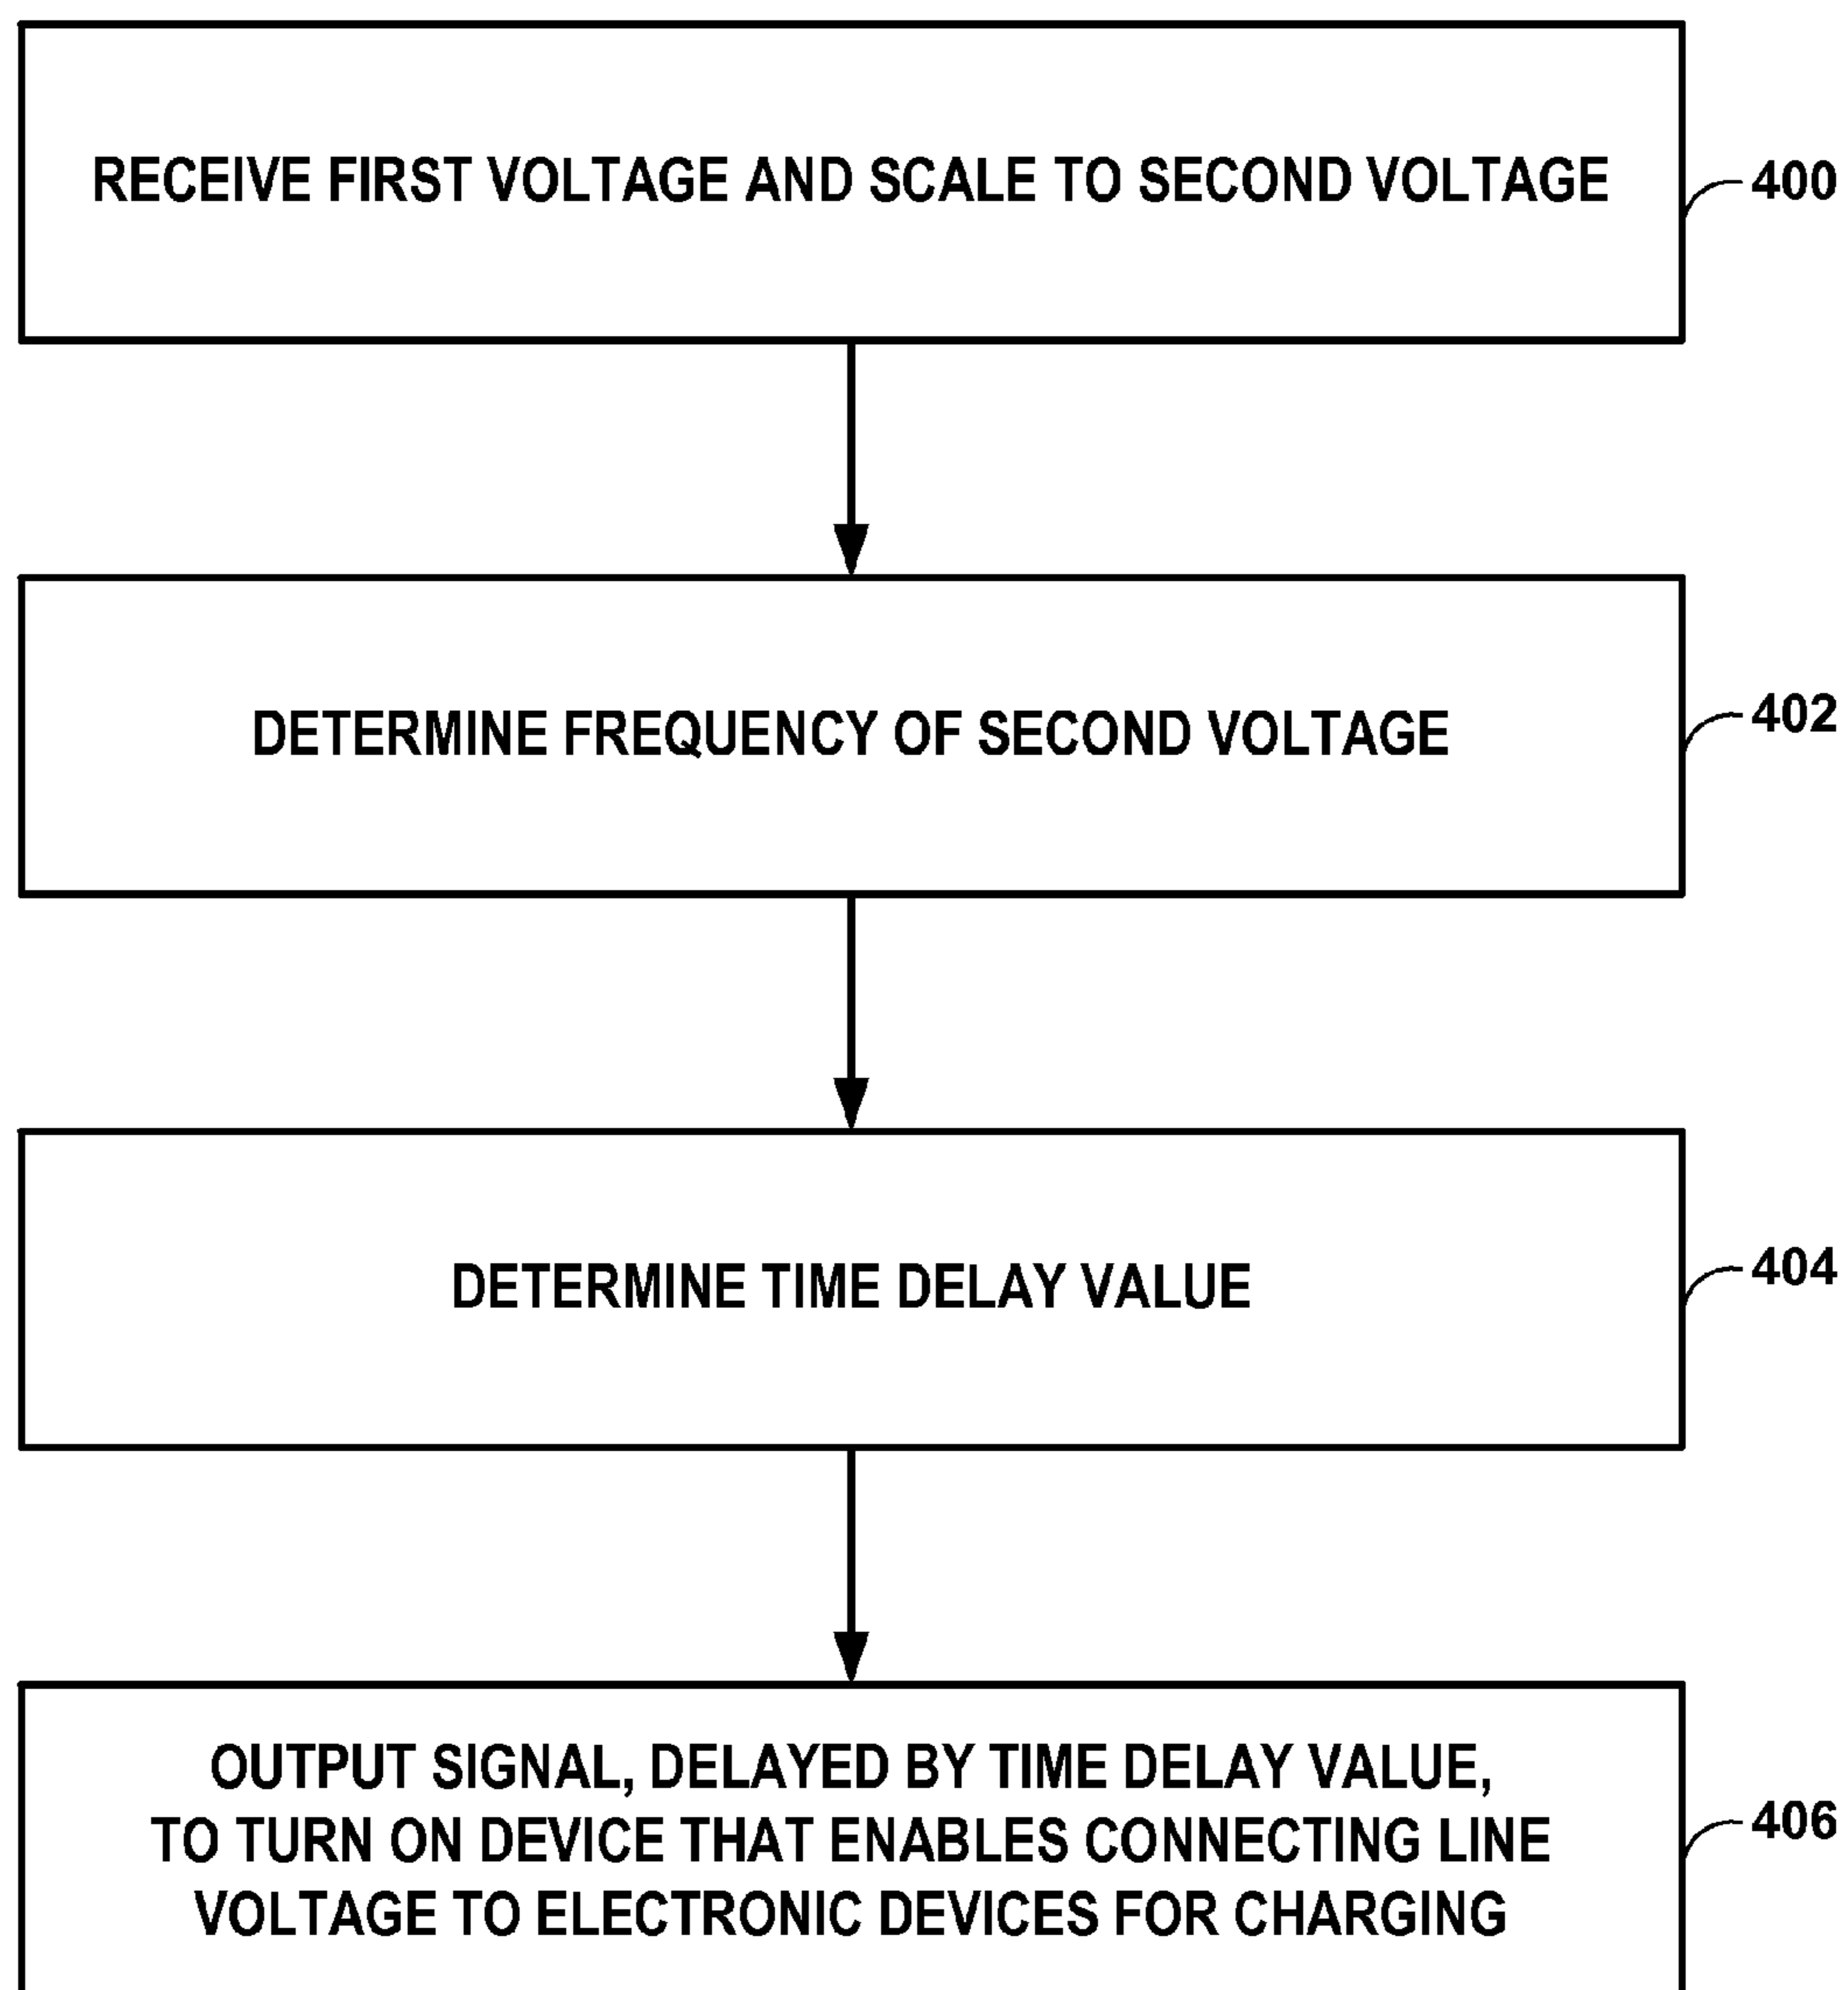 RECEIVE FIRST VOLTAGE AND SCALE TO SECOND VOLTAGE
400
DETERMINE FREQUENCY OF SECOND VOLTAGE
402
DETERMINE TIME DELAY VALUE
404
OUTPUT SIGNAL, DELAYED BY TIME DELAY VALUE,
TO TURN ON DEVICE THAT ENABLES CONNECTING LINE
VOLTAGE TO ELECTRONIC DEVICES FOR CHARGING
406